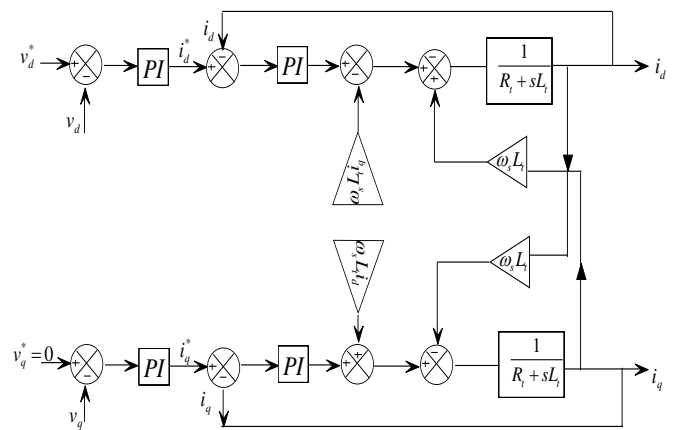 i_d
v_d^* + − PI i_d^* + − PI + − + + 1 / (R_t + sL_t) i_d
v_d
ω_s L_t
ω_s L_t i_q
ω_s L_t i_d
ω_s L_t
v_q^* = 0 + − PI i_q^* + − PI + + + − 1 / (R_t + sL_t) i_q
v_q
i_q